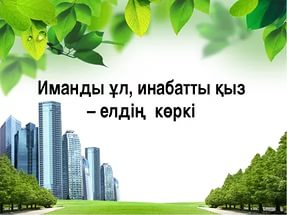 Иманды ұл, инабатты қыз
– елдің көркі